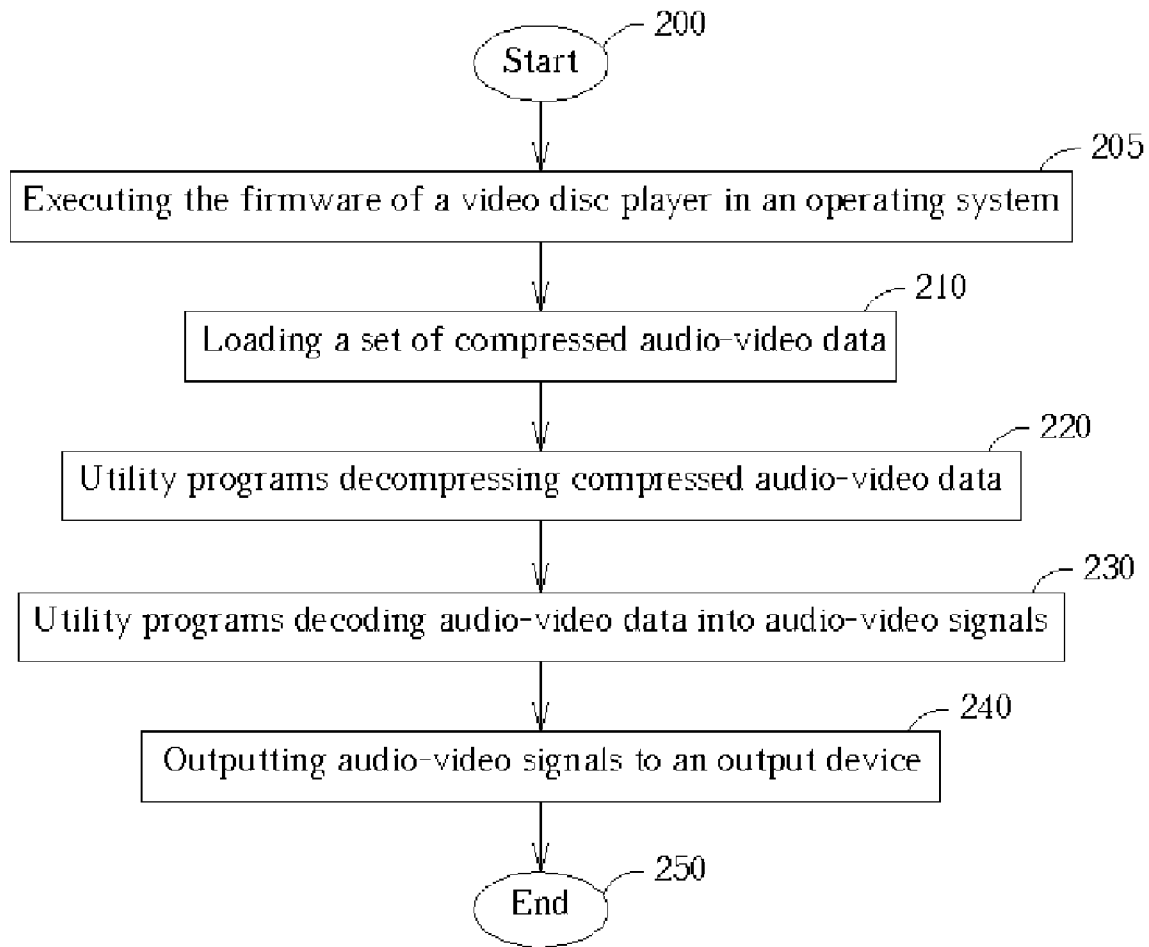 200
Start
205
Executing the firmware of a video disc player in an operating system
210
Loading a set of compressed audio-video data
220
Utility programs decompressing compressed audio-video data
230
Utility programs decoding audio-video data into audio-video signals
240
Outputting audio-video signals to an output device
250
End